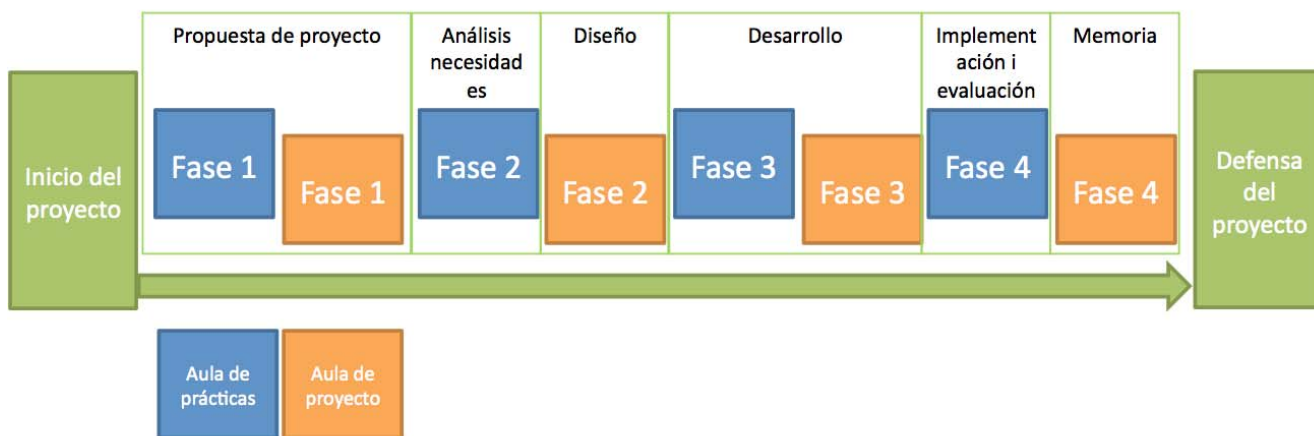 Propuesta de proyecto
Análisis
necesidad
es
Diseño
Desarrollo
Implement
ación i
evaluación
Memoria
Inicio del
proyecto
Fase 1
Fase 1
Fase 2
Fase 2
Fase 3
Fase 3
Fase 4
Fase 4
Defensa
del
proyecto
Aula de
prácticas
Aula de
proyecto